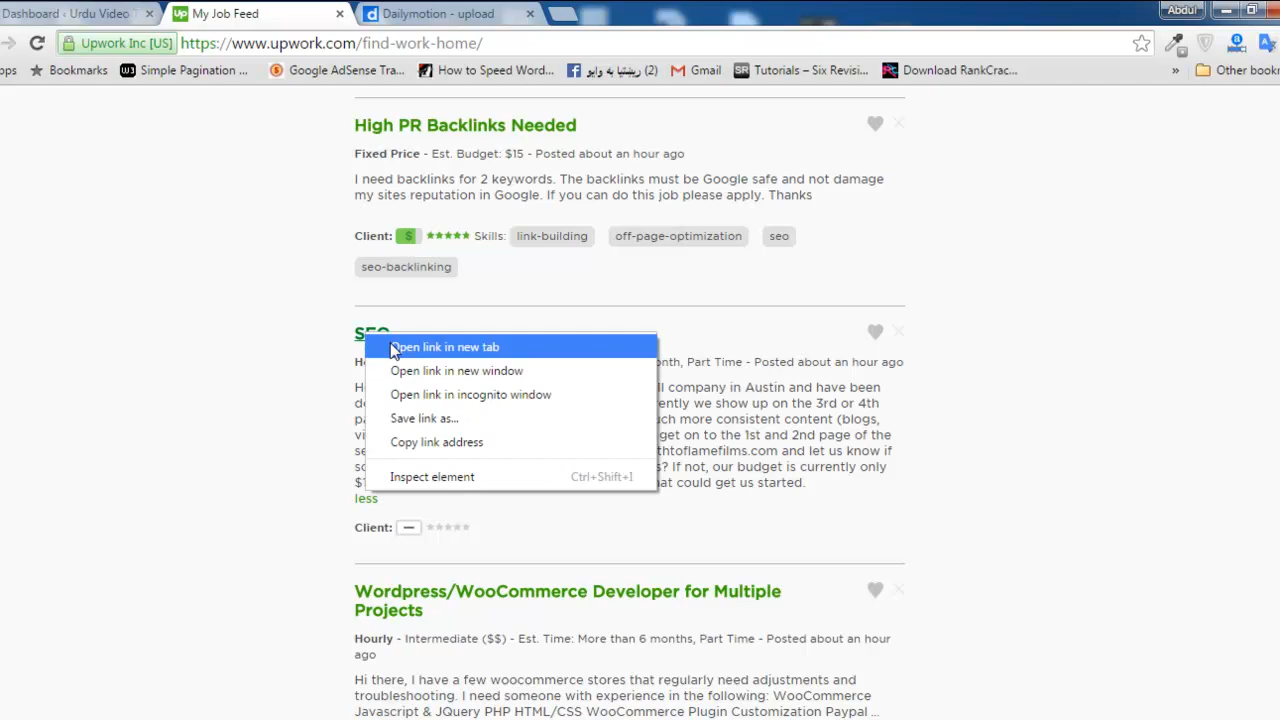 Dashboard ‹ Urdu Video
My Job Feed
Dailymotion - upload
Abdul
Upwork Inc [US]
https://www.upwork.com/find-work-home/
Bookmarks
Simple Pagination ...
Google AdSense Tra...
How to Speed Word...
(2)
Gmail
SR
Tutorials – Six Revisi...
Download RankCrac...
»
High PR Backlinks Needed
Fixed Price - Est. Budget: $15 - Posted about an hour ago
I need backlinks for 2 keywords. The backlinks must be Google safe and not damage
my sites reputation in Google. If you can do this job please apply. Thanks
Client: $ Skills: link-building off-page-optimization seo
seo-backlinking
SEO
Open link in new tab
Open link in new window
Open link in incognito window
Save link as...
Copy link address
Inspect element Ctrl+Shift+I
Part Time - Posted about an hour ago
company in Austin and have been
we show up on the 3rd or 4th
more consistent content (blogs,
get on to the 1st and 2nd page of the
and let us know if
If not, our budget is currently only
that could get us started.
less
Client:
Wordpress/WooCommerce Developer for Multiple
Projects
Hourly - Intermediate ($$) - Est. Time: More than 6 months, Part Time - Posted about an hour
ago
Hi there, I have a few woocommerce stores that regularly need adjustments and
troubleshooting. I need someone with experience in the following: WooCommerce
Javascript & JQuery PHP HTML/CSS WooCommerce Plugin Customization Paypal ...